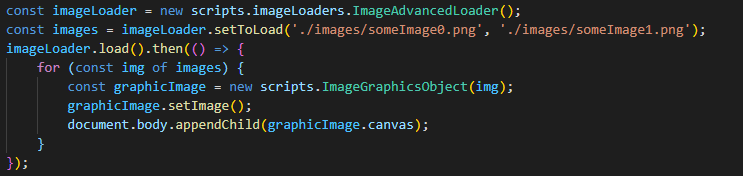 const imageLoader = new scripts.imageLoaders.ImageAdvancedLoader();
const images = imageLoader.setToLoad('./images/someImage0.png', './images/someImage1.png');
imageLoader.load().then(() => {
    for (const img of images) {
        const graphicImage = new scripts.ImageGraphicsObject(img);
        graphicImage.setImage();
        document.body.appendChild(graphicImage.canvas);
    }
});